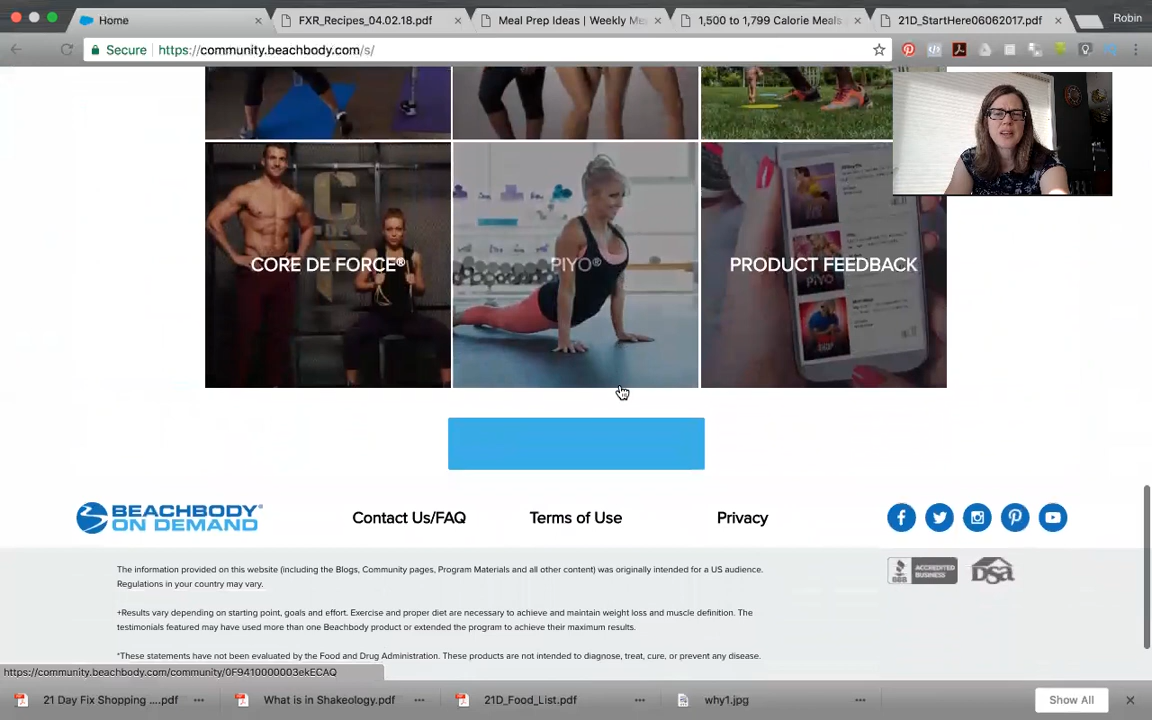 Home
FXR_Recipes_04.02.18.pdf
Meal Prep Ideas | Weekly Me
1,500 to 1,799 Calorie Meals
21D_StartHere06062017.pdf
Robin
Secure
https://community.beachbody.com/s/
CORE DE FORCE®
PIYO®
PRODUCT FEEDBACK
PIYO
BEACHBODY
ON DEMAND
Contact Us/FAQ
Terms of Use
Privacy
The information provided on this website (including the Blogs, Community pages, Program Materials and all other content) was originally intended for a US audience.
Regulations in your country may vary.
BBB
ACCREDITED
BUSINESS
DSA
+Results vary depending on starting point, goals and effort. Exercise and proper diet are necessary to achieve and maintain weight loss and muscle definition. The
testimonials featured may have used more than one Beachbody product or extended the program to achieve their maximum results.
*These statements have not been evaluated by the Food and Drug Administration. These products are not intended to diagnose, treat, cure, or prevent any disease.
https://community.beachbody.com/community/0F9410000003ekECAQ
21 Day Fix Shopping ....pdf
What is in Shakeology.pdf
21D_Food_List.pdf
why1.jpg
Show All